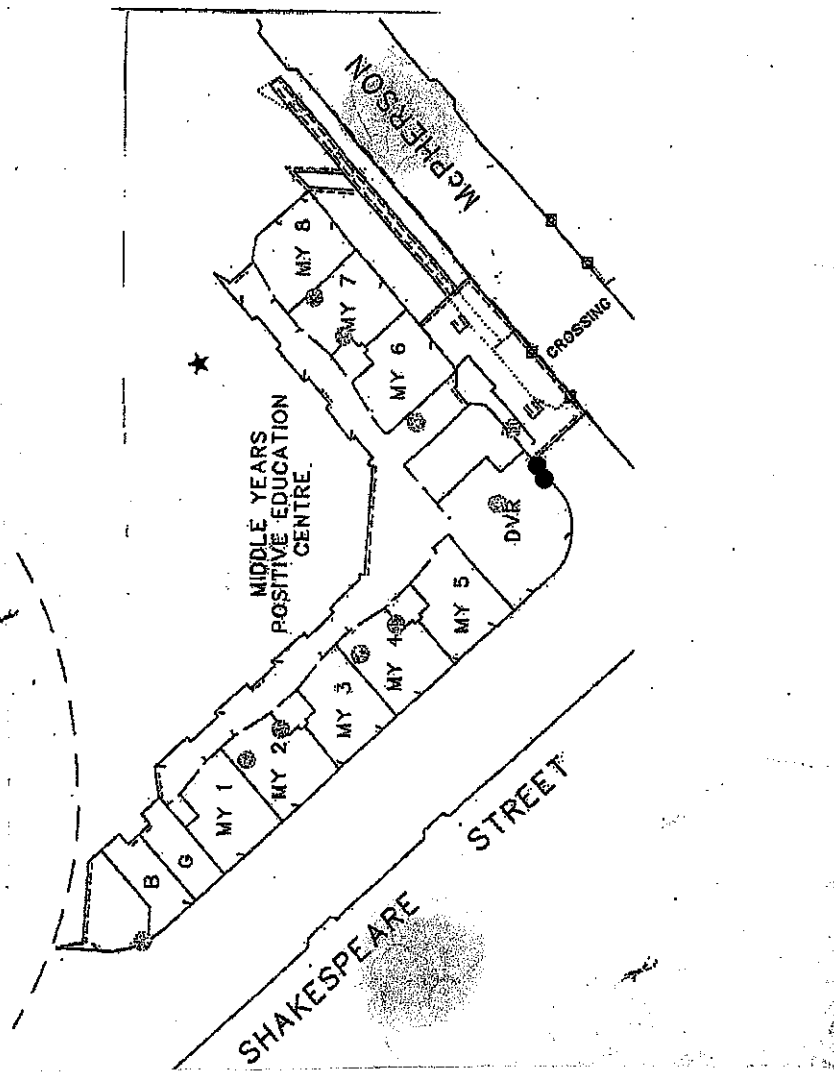 McPHERSON
MY 8
MY 7
MY 6
CROSSING
MIDDLE YEARS
POSITIVE EDUCATION
CENTRE
DVR
MY 5
MY 4
MY 3
MY 2
MY 1
G
B
SHAKESPEARE STREET